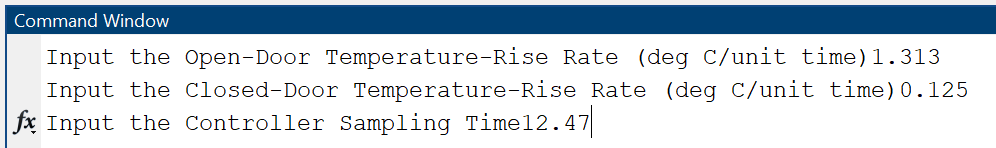 Command Window
Input the Open-Door Temperature-Rise Rate (deg C/unit time)1.313
Input the Closed-Door Temperature-Rise Rate (deg C/unit time)0.125
fx Input the Controller Sampling Time12.47